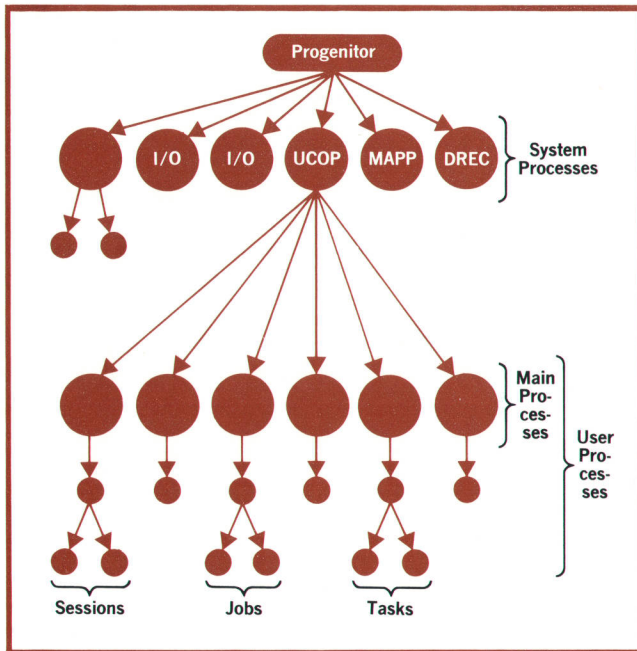 Progenitor
I/O
I/O
UCOP
MAPP
DREC
System
Processes
Main
Pro-
ces-
ses
User
Pro-
ces-
ses
Sessions
Jobs
Tasks